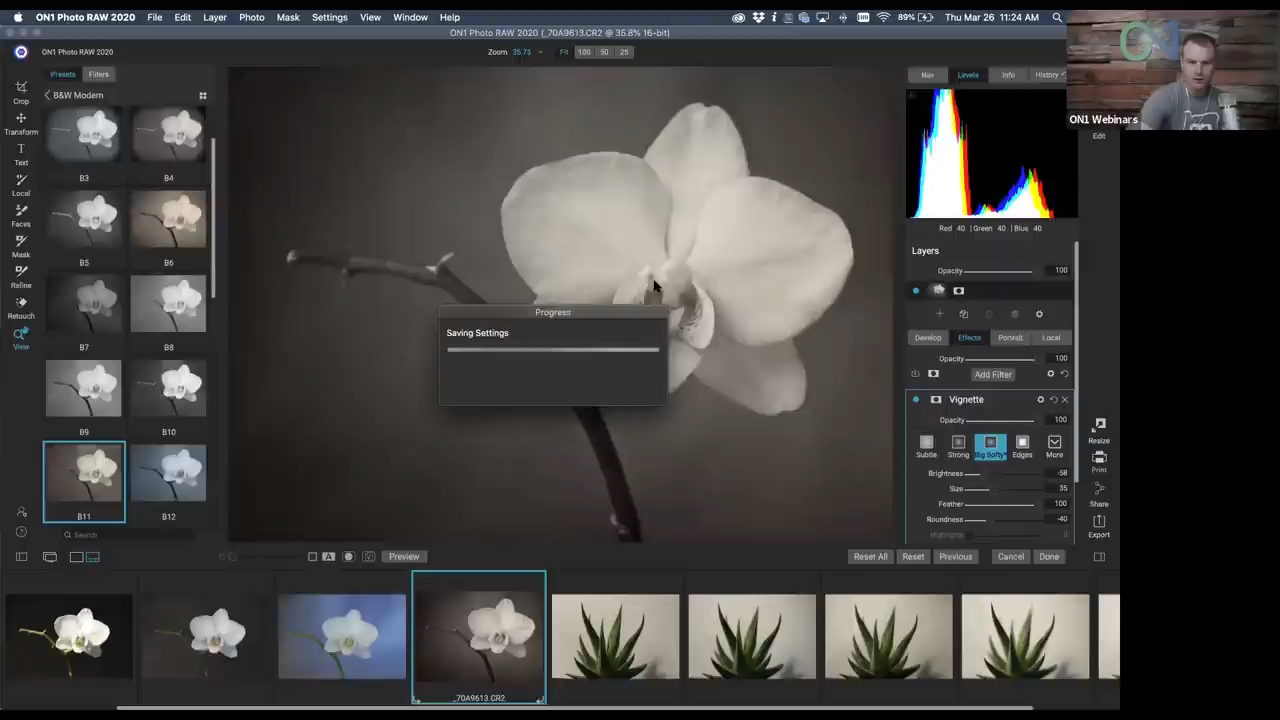 ON1 Photo RAW 2020 File Edit Layer Photo Mask Settings View Window Help 89% Thu Mar 26 11:24 AM
ON1 Photo RAW 2020 (_70A9613.CR2 @ 35.8% 16-bit)
ON1 Photo RAW 2020 Zoom 35.75 Fit 100 50 25
Presets Filters Nav Levels Info History
B&W Modern
Crop
Transform
Text
Local
Faces
Mask
Refine
Retouch
View
B3 B4
B5 B6
B7 B8
B9 B10
B11 B12
Search
ON1 Webinars
Edit
Progress
Saving Settings
Red 40 | Green 40 | Blue 40
Layers
Opacity 100
Develop Effects Portrait Local
Opacity 100
Add Filter
Vignette
Opacity 100
Subtle Strong Big Softy* Edges More
Brightness -58
Size 35
Feather 100
Roundness -40
Highlights 0
Resize
Print
Share
Export
A Preview Reset All Reset Previous Cancel Done
_70A9613.CR2